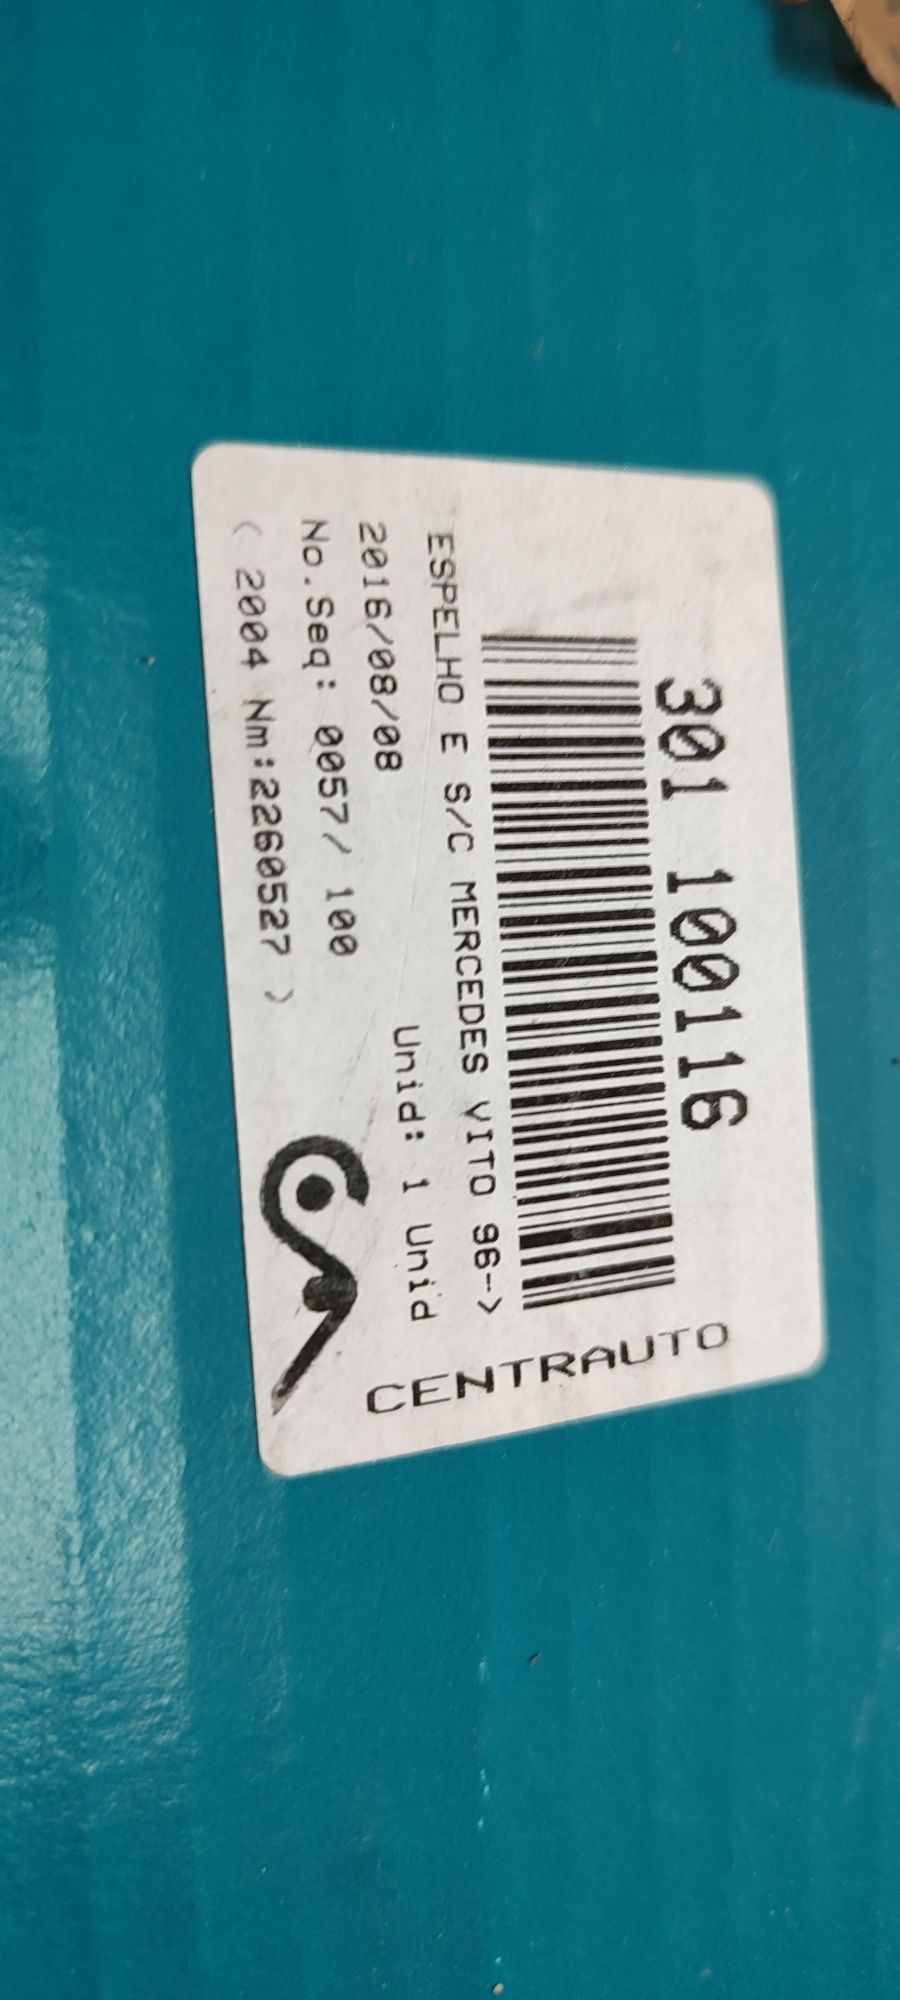 301 100116
ESPELHO E S/C MERCEDES VITO 96->
2016/08/08 Unid: 1 Unid
No.Seq: 0057/ 100
( 2004 Nm:2260527 )
CENTRAUTO